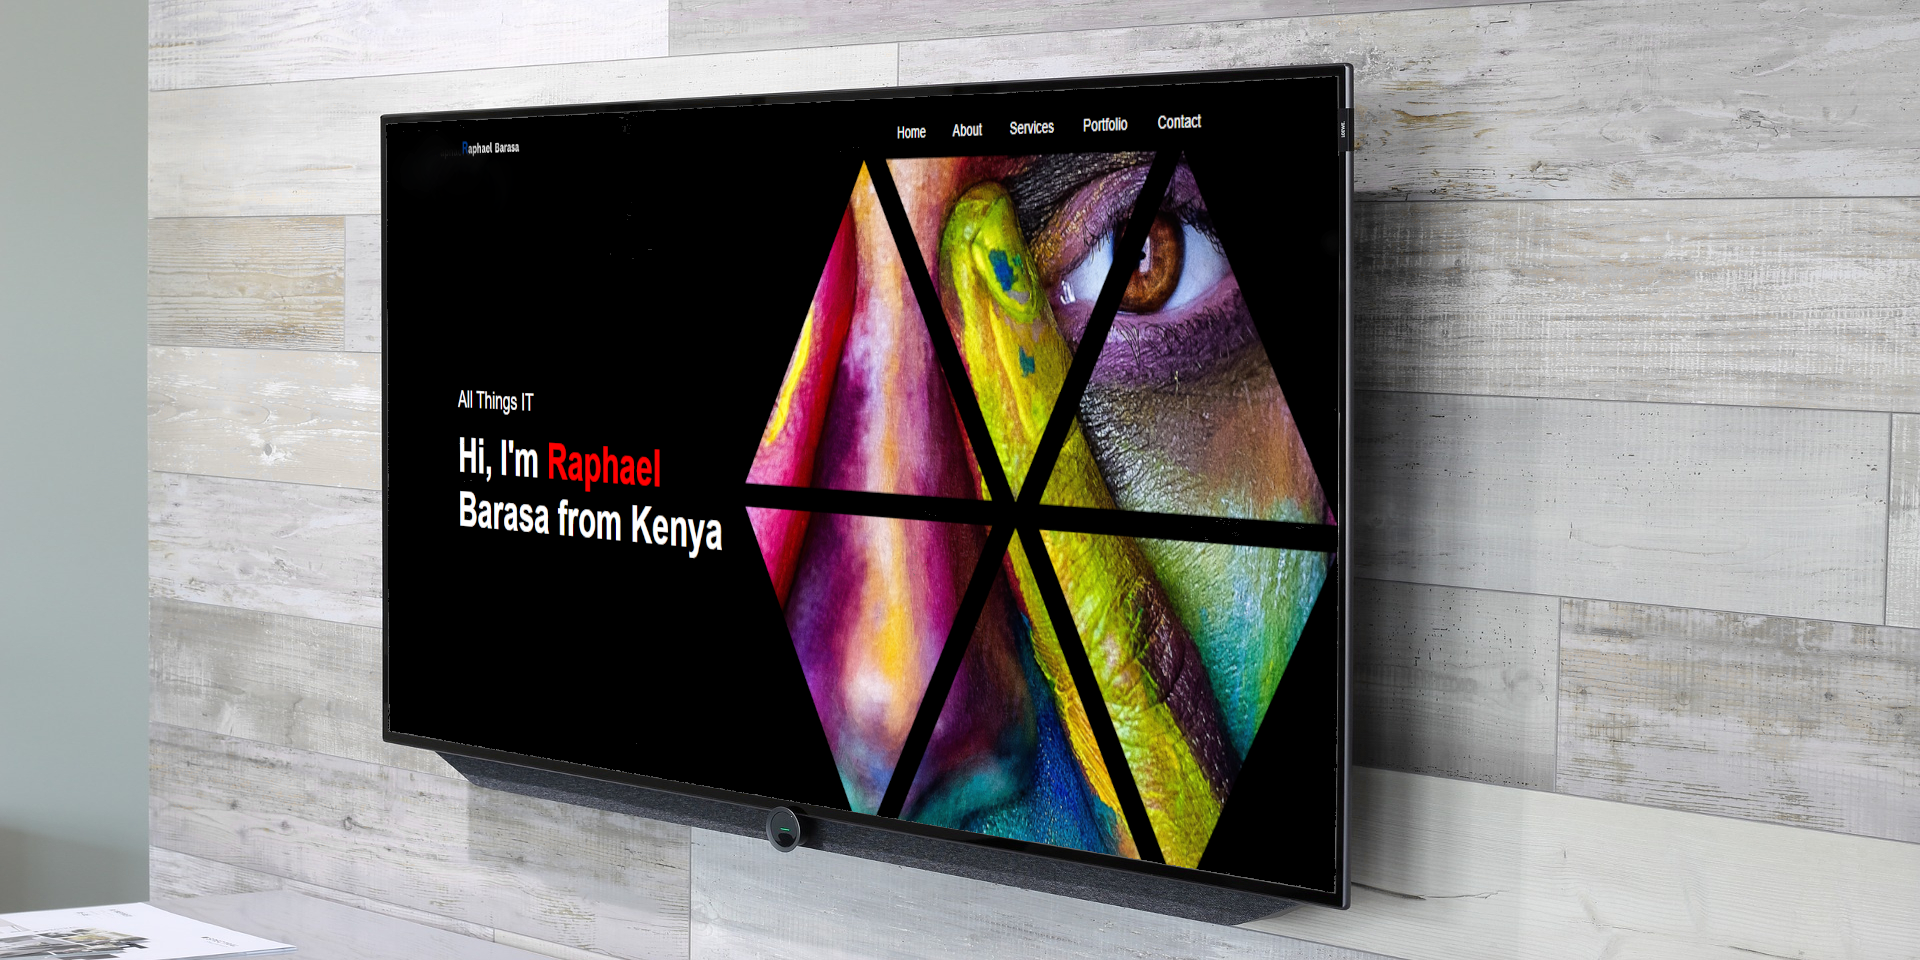 Raphael Barasa
Home About Services Portfolio Contact
All Things IT
Hi, I'm Raphael
Barasa from Kenya